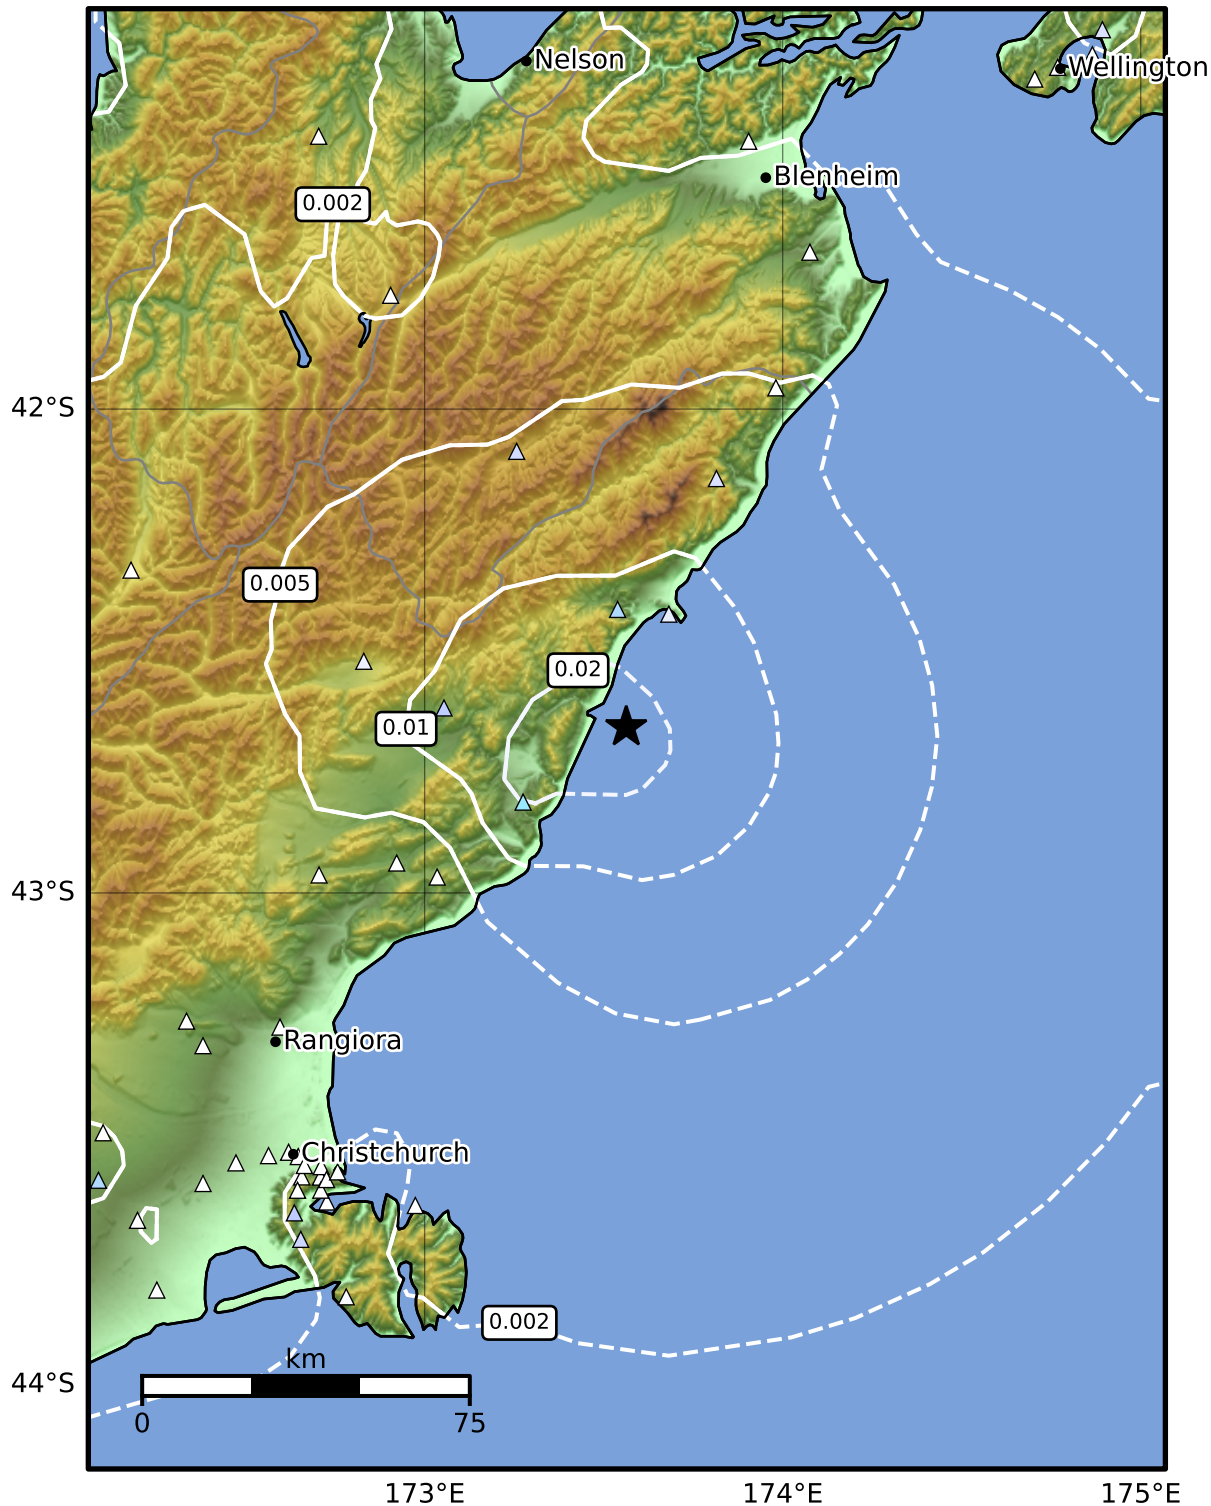 Nelson
Wellington
Blenheim
0.002
42°S
0.005
0.02
0.01
43°S
Rangiora
Christchurch
0.002
km
44°S
0
75
173°E
174°E
175°E